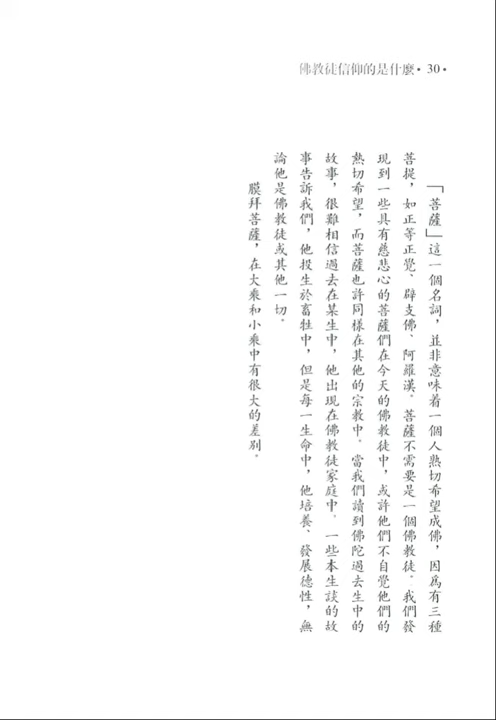 佛教徒信仰的是什麼•30•
「菩薩」這一個名詞，並非意味着一個人熱切希望成佛，因為有三種
菩提，如正等正覺、辟支佛、阿羅漢。菩薩不需要是一個佛教徒。我們發
現到一些具有慈悲心的菩薩們在今天的佛教徒中，或許他們不自覺他們的
熱切希望，而菩薩也許同樣在其他的宗教中。當我們讀到佛陀過去生中的
故事，很難相信過去在某生中，他出現在佛教徒家庭中。一些本生談的故
事告訴我們，他投生於畜牲中，但是每一生命中，他培養、發展德性，無
論他是佛教徒或其他一切。
膜拜菩薩，在大乘和小乘中有很大的差別。